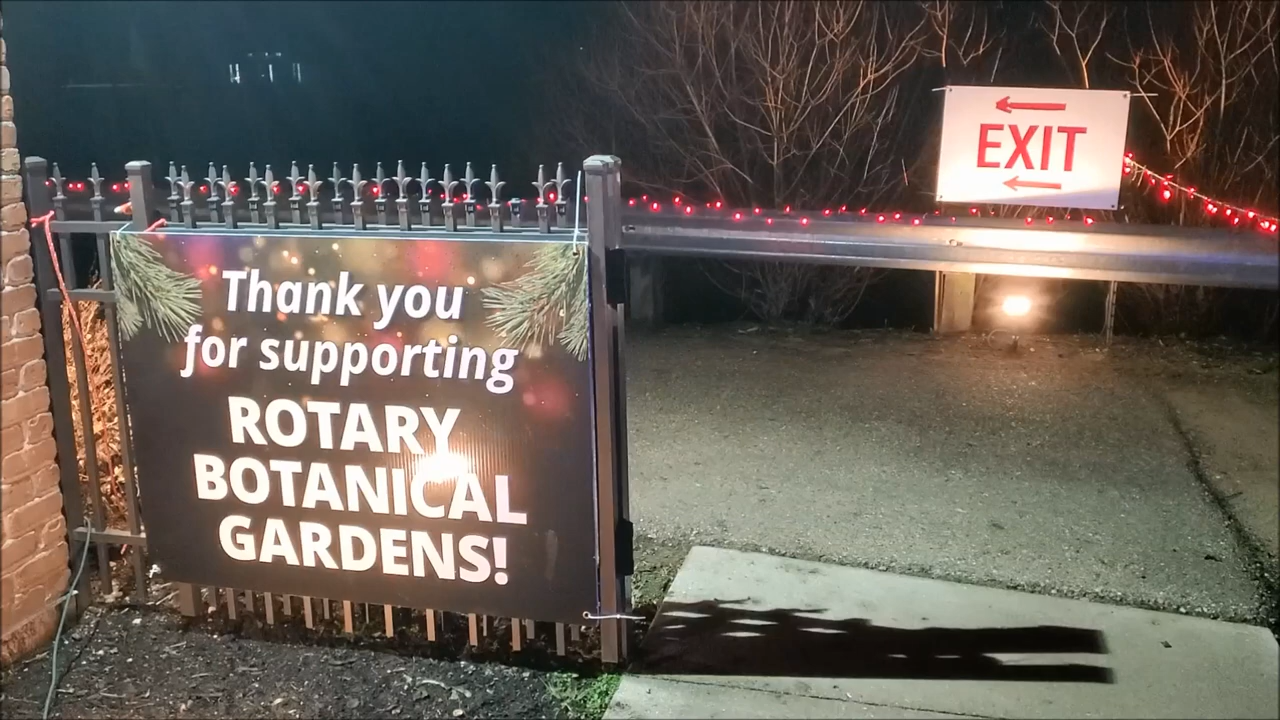 Thank you
for supporting
ROTARY
BOTANICAL
GARDENS!
EXIT